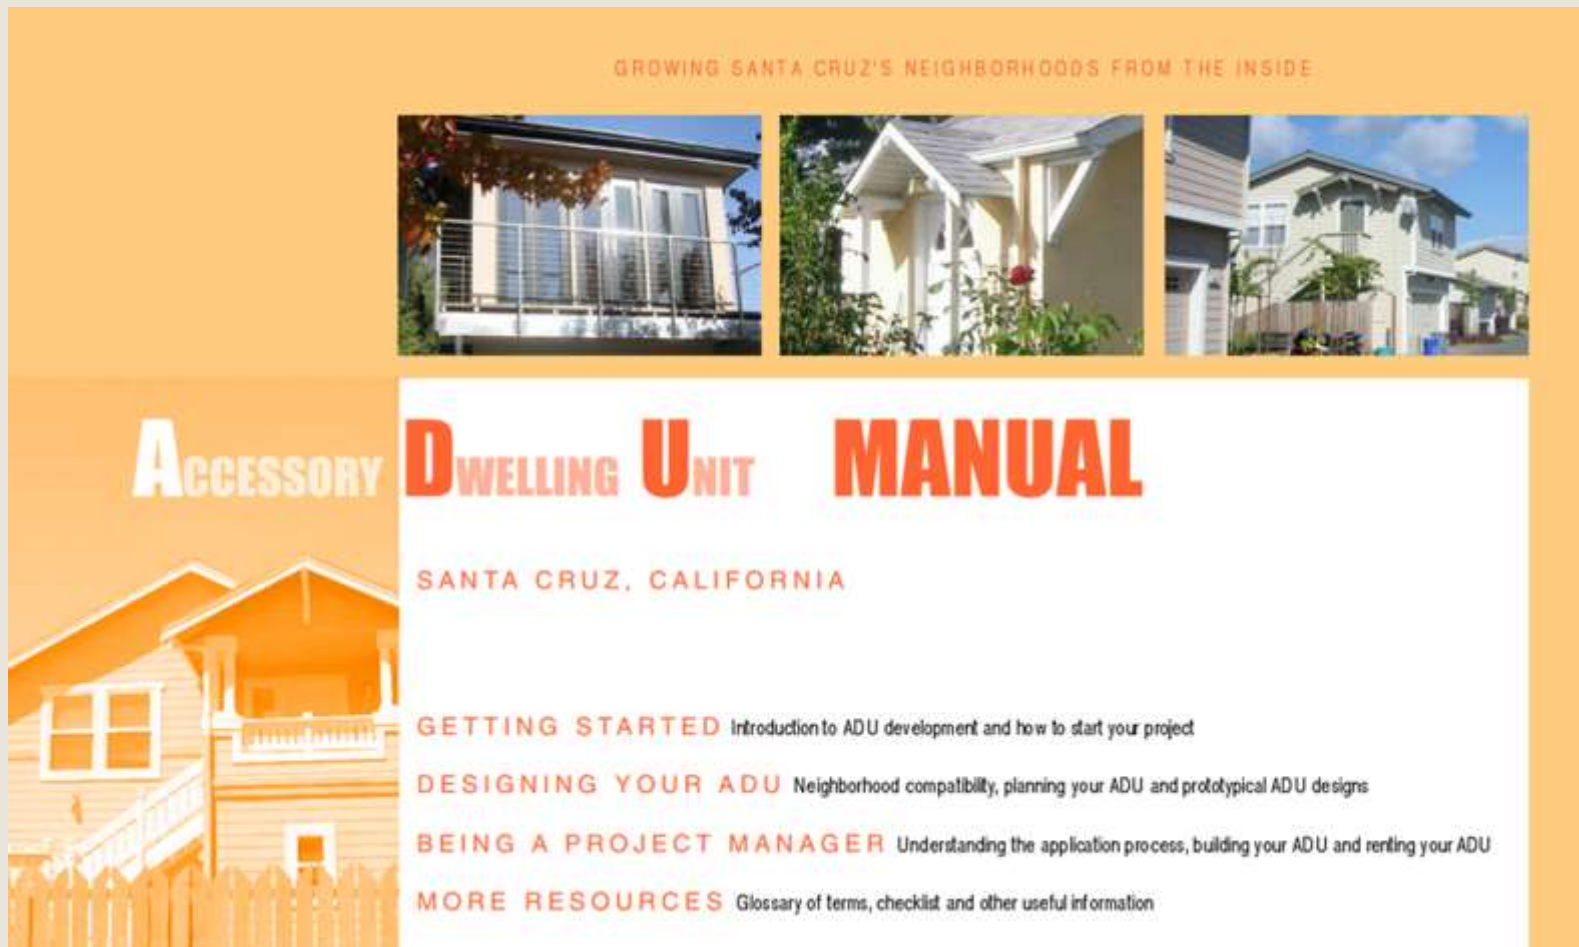 GROWING SANTA CRUZ'S NEIGHBORHOODS FROM THE INSIDE
ACCESSORY DWELLING UNIT MANUAL
SANTA CRUZ, CALIFORNIA
GETTING STARTED Introduction to ADU development and how to start your project
DESIGNING YOUR ADU Neighborhood compatibility, planning your ADU and prototypical ADU designs
BEING A PROJECT MANAGER Understanding the application process, building your ADU and renting your ADU
MORE RESOURCES Glossary of terms, checklist and other useful information